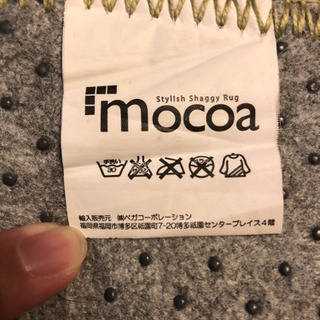 Stylish Shaggy Rug
mocoa
手洗イ
30
輸入販売元 ㈱ベガコーポレーション
福岡県福岡市博多区祇園町7-20博多祇園センタープレイス4階